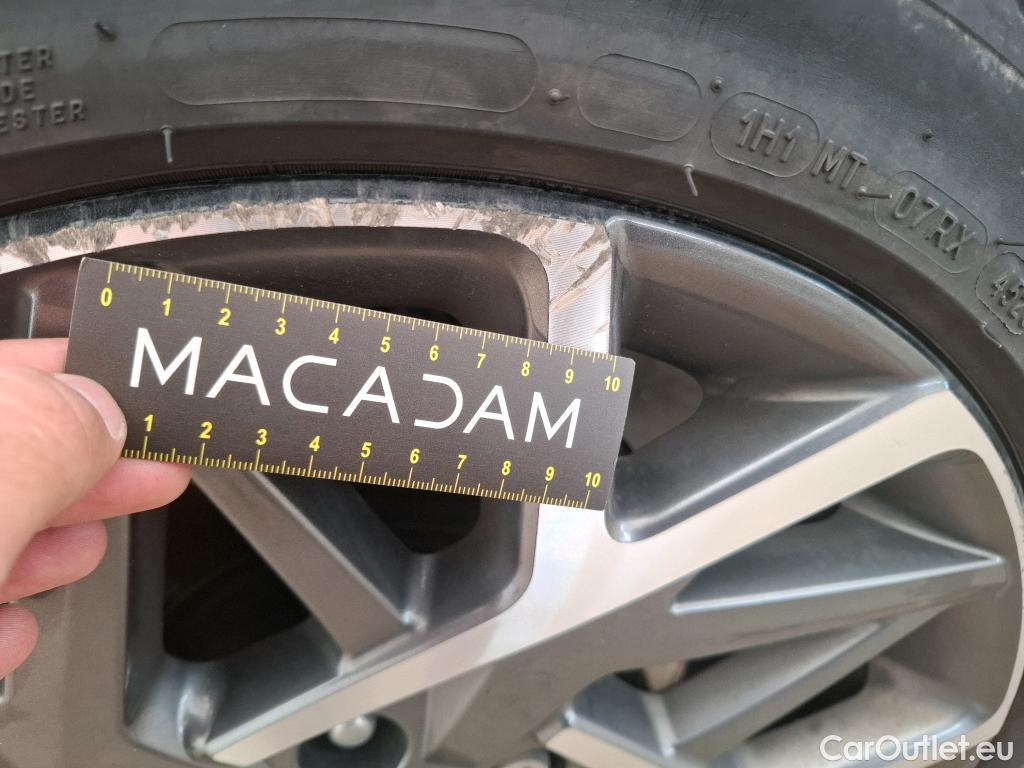 TER
DE
ESTER
1H1 MT 07RX
0 1 2 3 4 5 6 7 8 9 10
MACADAM
1 2 3 4 5 6 7 8 9 10
CarOutlet.eu